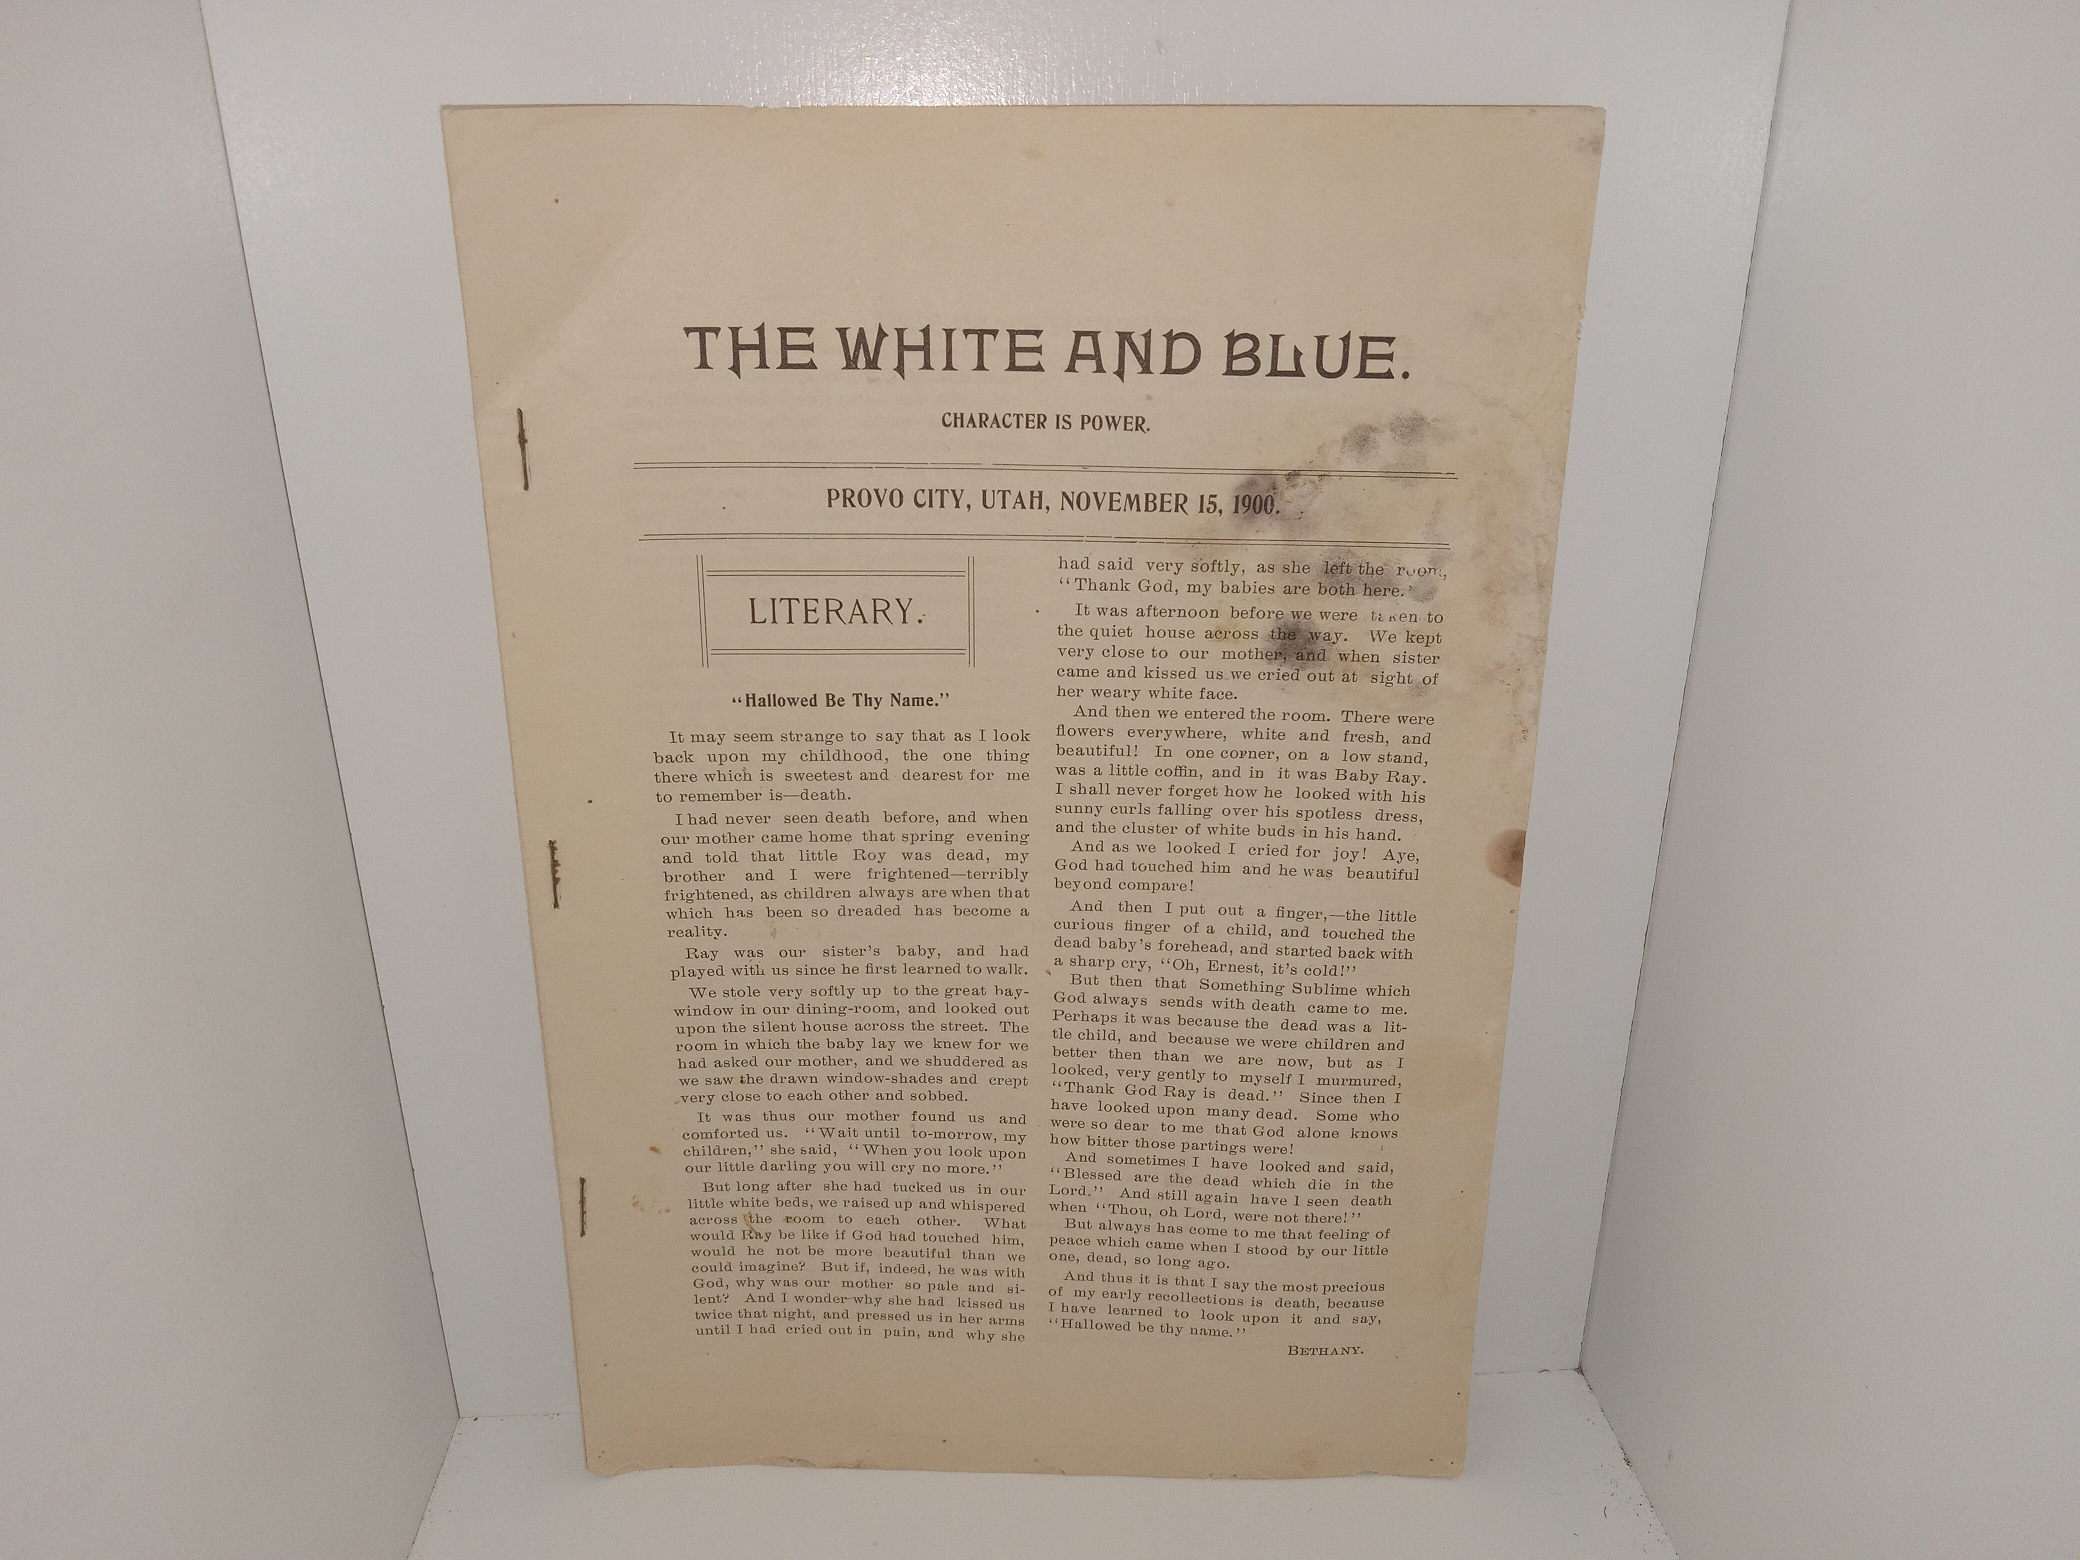 THE WHITE AND BLUE.
CHARACTER IS POWER.
PROVO CITY, UTAH, NOVEMBER 15, 1900.
LITERARY.
“Hallowed Be Thy Name.”
It may seem strange to say that as I look
back upon my childhood, the one thing
there which is sweetest and dearest for me
to remember is—death.
I had never seen death before, and when
our mother came home that spring evening
and told that little Roy was dead, my
brother and I were frightened—terribly
frightened, as children always are when that
which has been so dreaded has become a
reality.
Ray was our sister's baby, and had
played with us since he first learned to walk.
We stole very softly up to the great bay-
window in our dining-room, and looked out
upon the silent house across the street. The
room in which the baby lay we knew for we
had asked our mother, and we shuddered as
we saw the drawn window-shades and crept
very close to each other and sobbed.
It was thus our mother found us and
comforted us. “Wait until to-morrow, my
children,” she said, “When you look upon
our little darling you will cry no more.”
But long after she had tucked us in our
little white beds, we raised up and whispered
across the room to each other. What
would Ray be like if God had touched him,
would he not be more beautiful than we
could imagine? But if, indeed, he was with
God, why was our mother so pale and si-
lent? And I wonder why she had kissed us
twice that night, and pressed us in her arms
until I had cried out in pain, and why she
had said very softly, as she left the room,
“Thank God, my babies are both here.”
It was afternoon before we were taken to
the quiet house across the way. We kept
very close to our mother, and when sister
came and kissed us we cried out at sight of
her weary white face.
And then we entered the room. There were
flowers everywhere, white and fresh, and
beautiful! In one corner, on a low stand,
was a little coffin, and in it was Baby Ray.
I shall never forget how he looked with his
sunny curls falling over his spotless dress,
and the cluster of white buds in his hand.
And as we looked I cried for joy! Aye,
God had touched him and he was beautiful
beyond compare!
And then I put out a finger,—the little
curious finger of a child, and touched the
dead baby's forehead, and started back with
a sharp cry, “Oh, Ernest, it's cold!”
But then that Something Sublime which
God always sends with death came to me.
Perhaps it was because the dead was a lit-
tle child, and because we were children and
better then than we are now, but as I
looked, very gently to myself I murmured,
“Thank God Ray is dead.” Since then I
have looked upon many dead. Some who
were so dear to me that God alone knows
how bitter those partings were!
And sometimes I have looked and said,
“Blessed are the dead which die in the
Lord.” And still again have I seen death
when “Thou, oh Lord, were not there!”
But always has come to me that feeling of
peace which came when I stood by our little
one, dead, so long ago.
And thus it is that I say the most precious
of my early recollections is death, because
I have learned to look upon it and say,
“Hallowed be thy name.”
BETHANY.